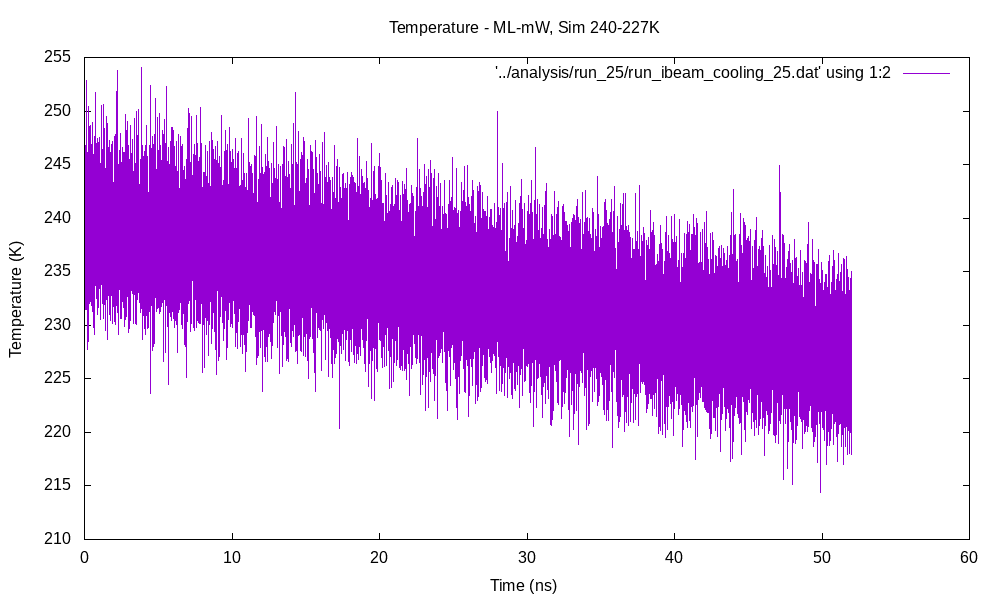 Temperature - ML-mW, Sim 240-227K
'../analysis/run_25/run_ibeam_cooling_25.dat' using 1:2
255
250
245
240
235
230
225
220
215
210
Temperature (K)
0 10 20 30 40 50 60
Time (ns)